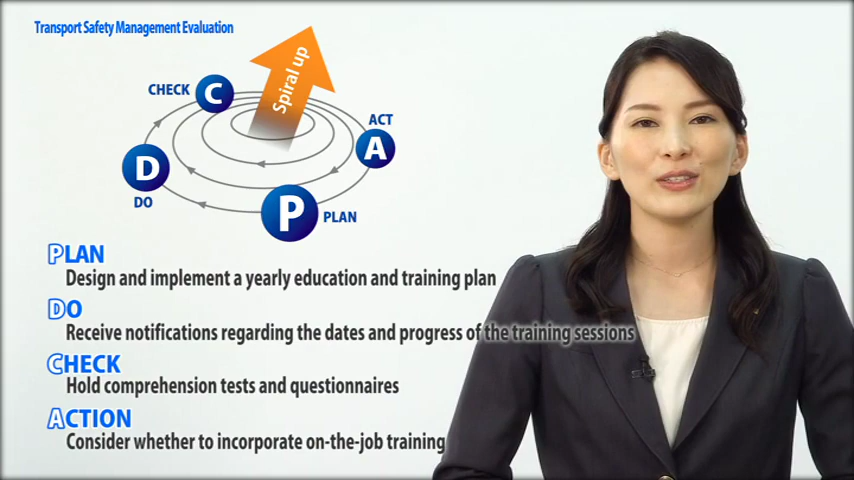 Transport Safety Management Evaluation
Spiral up
CHECK
C
ACT
A
D
DO
P
PLAN
PLAN
Design and implement a yearly education and training plan
DO
Receive notifications regarding the dates and progress of the training sessions
CHECK
Hold comprehension tests and questionnaires
ACTION
Consider whether to incorporate on-the-job training